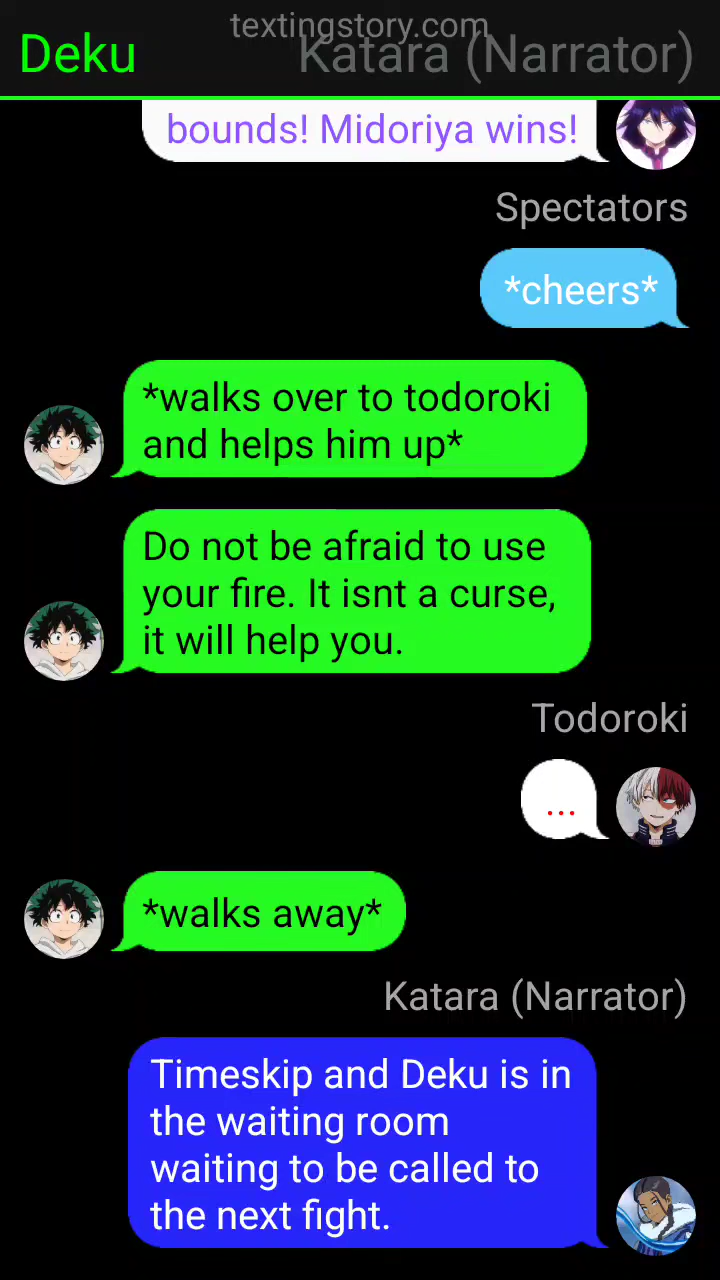 textingstory.com
Deku
Katara (Narrator)
bounds! Midoriya wins!
Spectators
*cheers*
*walks over to todoroki
and helps him up*
Do not be afraid to use
your fire. It isnt a curse,
it will help you.
Todoroki
...
*walks away*
Katara (Narrator)
Timeskip and Deku is in
the waiting room
waiting to be called to
the next fight.